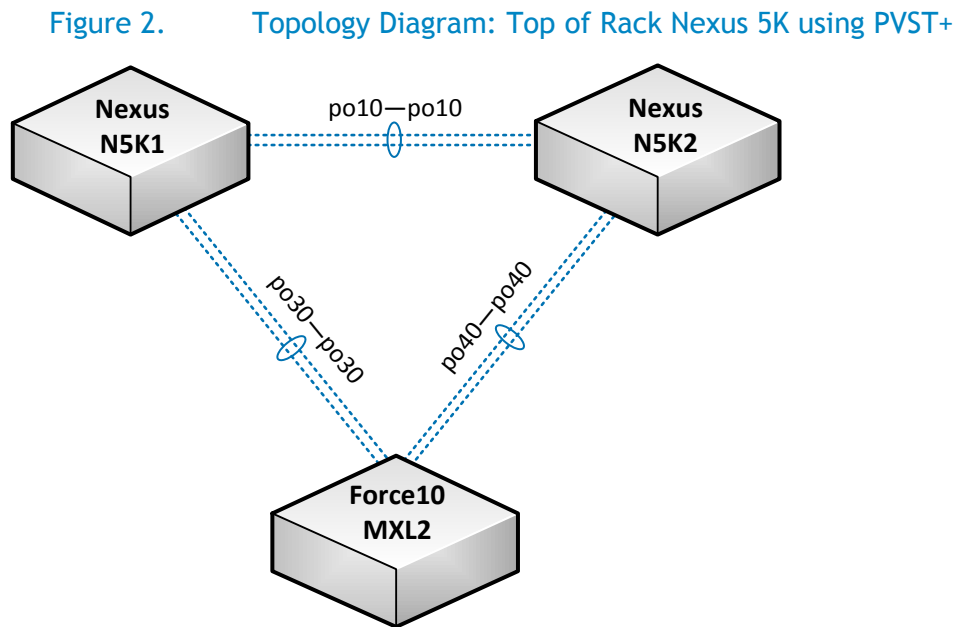 Figure 2. Topology Diagram: Top of Rack Nexus 5K using PVST+
Nexus
N5K1
po10—po10
Nexus
N5K2
po30—po30
po40—po40
Force10
MXL2